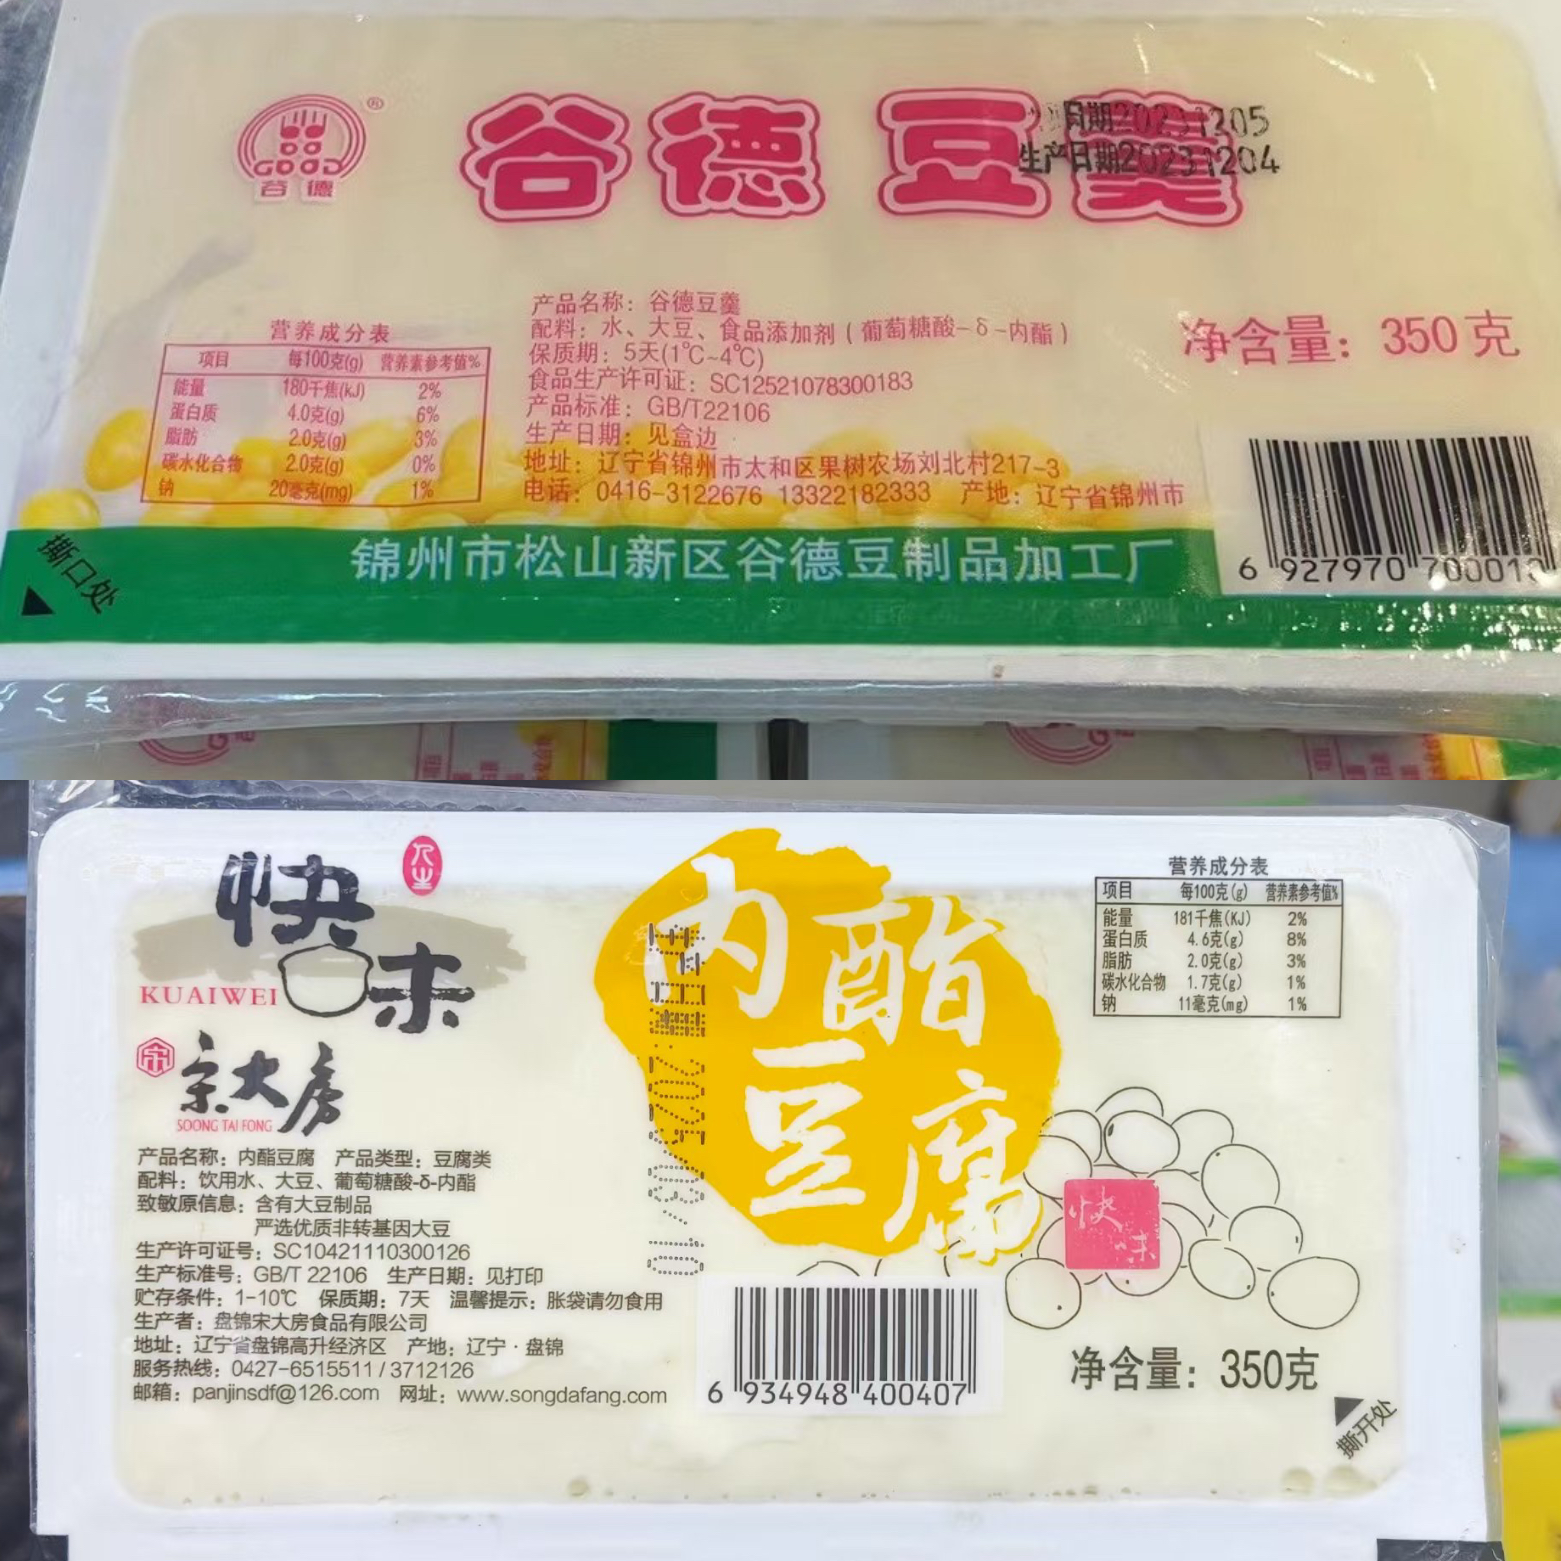 GOOD
谷德
®
谷德 豆羹
日期20231205
生产日期20231204
营养成分表
项目 每100克(g) 营养素参考值%
能量 180千焦(kJ) 2%
蛋白质 4.0克(g) 6%
脂肪 2.0克(g) 3%
碳水化合物 2.0克(g) 0%
钠 20毫克(mg) 1%
产品名称：谷德豆羹
配料：水、大豆、食品添加剂（葡萄糖酸-δ-内酯）
保质期：5天(1℃~4℃)
食品生产许可证：SC12521078300183
产品标准：GB/T22106
生产日期：见盒边
地址：辽宁省锦州市太和区果树农场刘北村217-3
电话：0416-3122676 13322182333 产地：辽宁省锦州市
净含量：350克
锦州市松山新区谷德豆制品加工厂
撕口处
6 927970 700012
快味
KUAIWEI
宋大房
SOONG TAI FONG
内酯
豆腐
营养成分表
项目 每100克(g) 营养素参考值%
能量 181千焦(KJ) 2%
蛋白质 4.6克(g) 8%
脂肪 2.0克(g) 3%
碳水化合物 1.7克(g) 1%
钠 11毫克(mg) 1%
产品名称：内酯豆腐 产品类型：豆腐类
配料：饮用水、大豆、葡萄糖酸-δ-内酯
致敏原信息：含有大豆制品
严选优质非转基因大豆
生产许可证号：SC10421110300126
生产标准号：GB/T 22106 生产日期：见打印
贮存条件：1-10℃ 保质期：7天 温馨提示：胀袋请勿食用
生产者：盘锦宋大房食品有限公司
地址：辽宁省盘锦高升经济区 产地：辽宁·盘锦
服务热线：0427-6515511 / 3712126
邮箱：panjinsdf@126.com 网址：www.songdafang.com
6 934948 400407
快味
净含量：350克
撕开处